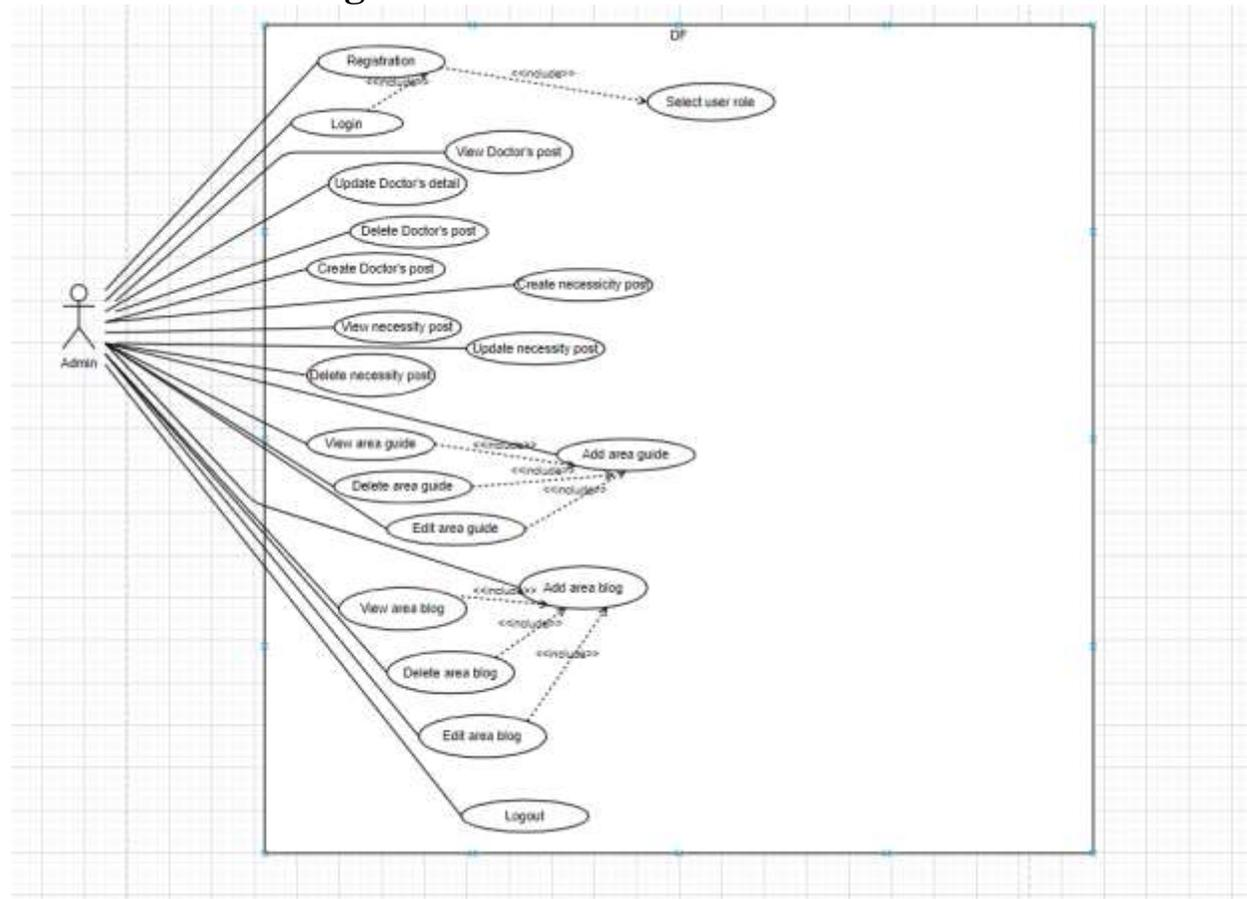 DF
Registration
<<include>>
<<include>>
Select user role
Login
View Doctor's post
Update Doctor's detail
Delete Doctor's post
Create Doctor's post
Create necessicity post
View necessity post
Admin
Update necessity post
Delete necessity post
View area guide
<<include>>
Add area guide
<<include>>
Delete area guide
<<include>>
Edit area guide
<<include>>
Add area blog
View area blog
<<include>>
<<include>>
Delete area blog
Edit area blog
Logout